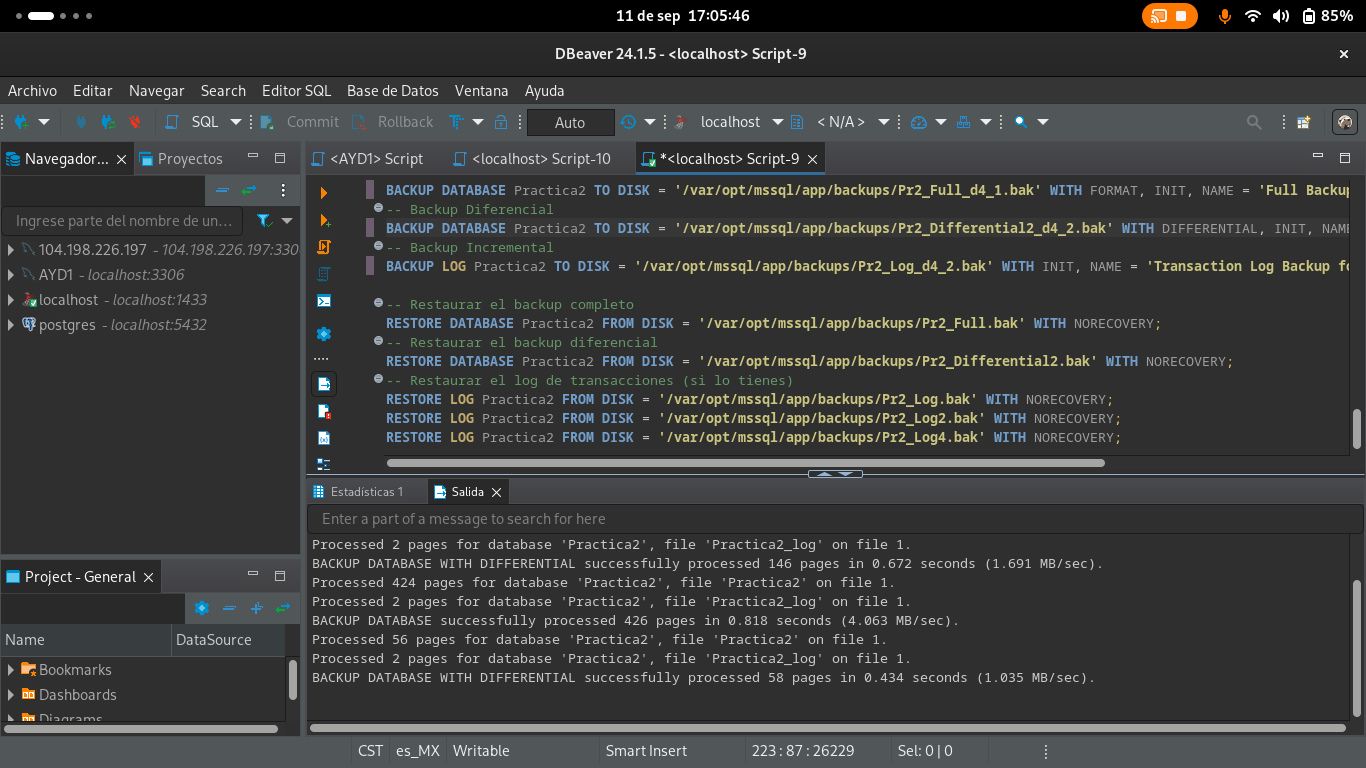 11 de sep 17:05:46
85%
DBeaver 24.1.5 - <localhost> Script-9
Archivo Editar Navegar Search Editor SQL Base de Datos Ventana Ayuda
SQL Commit Rollback Auto localhost < N/A >
Navegador... Proyectos
<AYD1> Script <localhost> Script-10 *<localhost> Script-9
Ingrese parte del nombre de un...
104.198.226.197 - 104.198.226.197:330
AYD1 - localhost:3306
localhost - localhost:1433
postgres - localhost:5432
BACKUP DATABASE Practica2 TO DISK = '/var/opt/mssql/app/backups/Pr2_Full_d4_1.bak' WITH FORMAT, INIT, NAME = 'Full Backup
-- Backup Diferencial
BACKUP DATABASE Practica2 TO DISK = '/var/opt/mssql/app/backups/Pr2_Differential2_d4_2.bak' WITH DIFFERENTIAL, INIT, NAME
-- Backup Incremental
BACKUP LOG Practica2 TO DISK = '/var/opt/mssql/app/backups/Pr2_Log_d4_2.bak' WITH INIT, NAME = 'Transaction Log Backup fo
-- Restaurar el backup completo
RESTORE DATABASE Practica2 FROM DISK = '/var/opt/mssql/app/backups/Pr2_Full.bak' WITH NORECOVERY;
-- Restaurar el backup diferencial
RESTORE DATABASE Practica2 FROM DISK = '/var/opt/mssql/app/backups/Pr2_Differential2.bak' WITH NORECOVERY;
-- Restaurar el log de transacciones (si lo tienes)
RESTORE LOG Practica2 FROM DISK = '/var/opt/mssql/app/backups/Pr2_Log.bak' WITH NORECOVERY;
RESTORE LOG Practica2 FROM DISK = '/var/opt/mssql/app/backups/Pr2_Log2.bak' WITH NORECOVERY;
RESTORE LOG Practica2 FROM DISK = '/var/opt/mssql/app/backups/Pr2_Log4.bak' WITH NORECOVERY;
Estadísticas 1 Salida
Enter a part of a message to search for here
Processed 2 pages for database 'Practica2', file 'Practica2_log' on file 1.
BACKUP DATABASE WITH DIFFERENTIAL successfully processed 146 pages in 0.672 seconds (1.691 MB/sec).
Processed 424 pages for database 'Practica2', file 'Practica2' on file 1.
Processed 2 pages for database 'Practica2', file 'Practica2_log' on file 1.
BACKUP DATABASE successfully processed 426 pages in 0.818 seconds (4.063 MB/sec).
Processed 56 pages for database 'Practica2', file 'Practica2' on file 1.
Processed 2 pages for database 'Practica2', file 'Practica2_log' on file 1.
BACKUP DATABASE WITH DIFFERENTIAL successfully processed 58 pages in 0.434 seconds (1.035 MB/sec).
Project - General
Name DataSource
Bookmarks
Dashboards
Diagrams
CST es_MX Writable Smart Insert 223 : 87 : 26229 Sel: 0 | 0